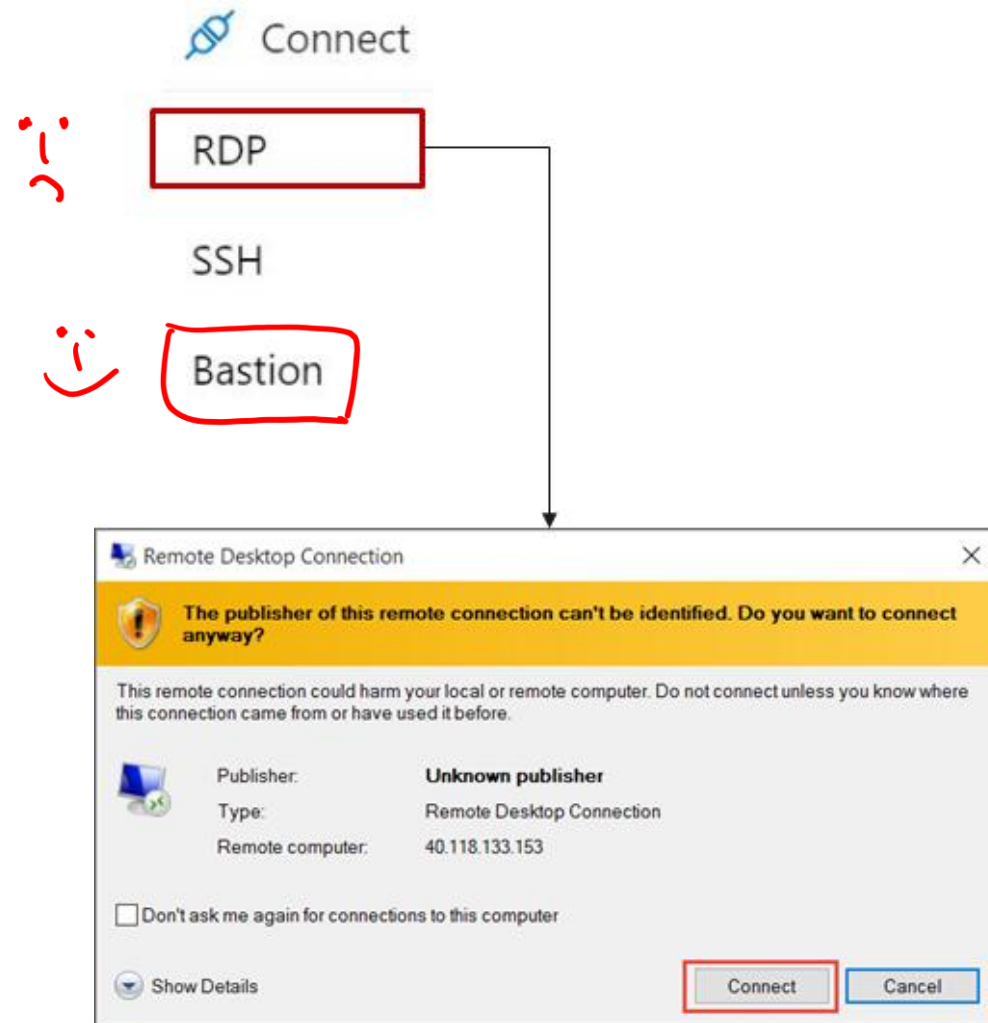 Connect
RDP
SSH
Bastion
Remote Desktop Connection
The publisher of this remote connection can't be identified. Do you want to connect
anyway?
This remote connection could harm your local or remote computer. Do not connect unless you know where
this connection came from or have used it before.
Publisher: Unknown publisher
Type: Remote Desktop Connection
Remote computer: 40.118.133.153
Don't ask me again for connections to this computer
Show Details Connect Cancel